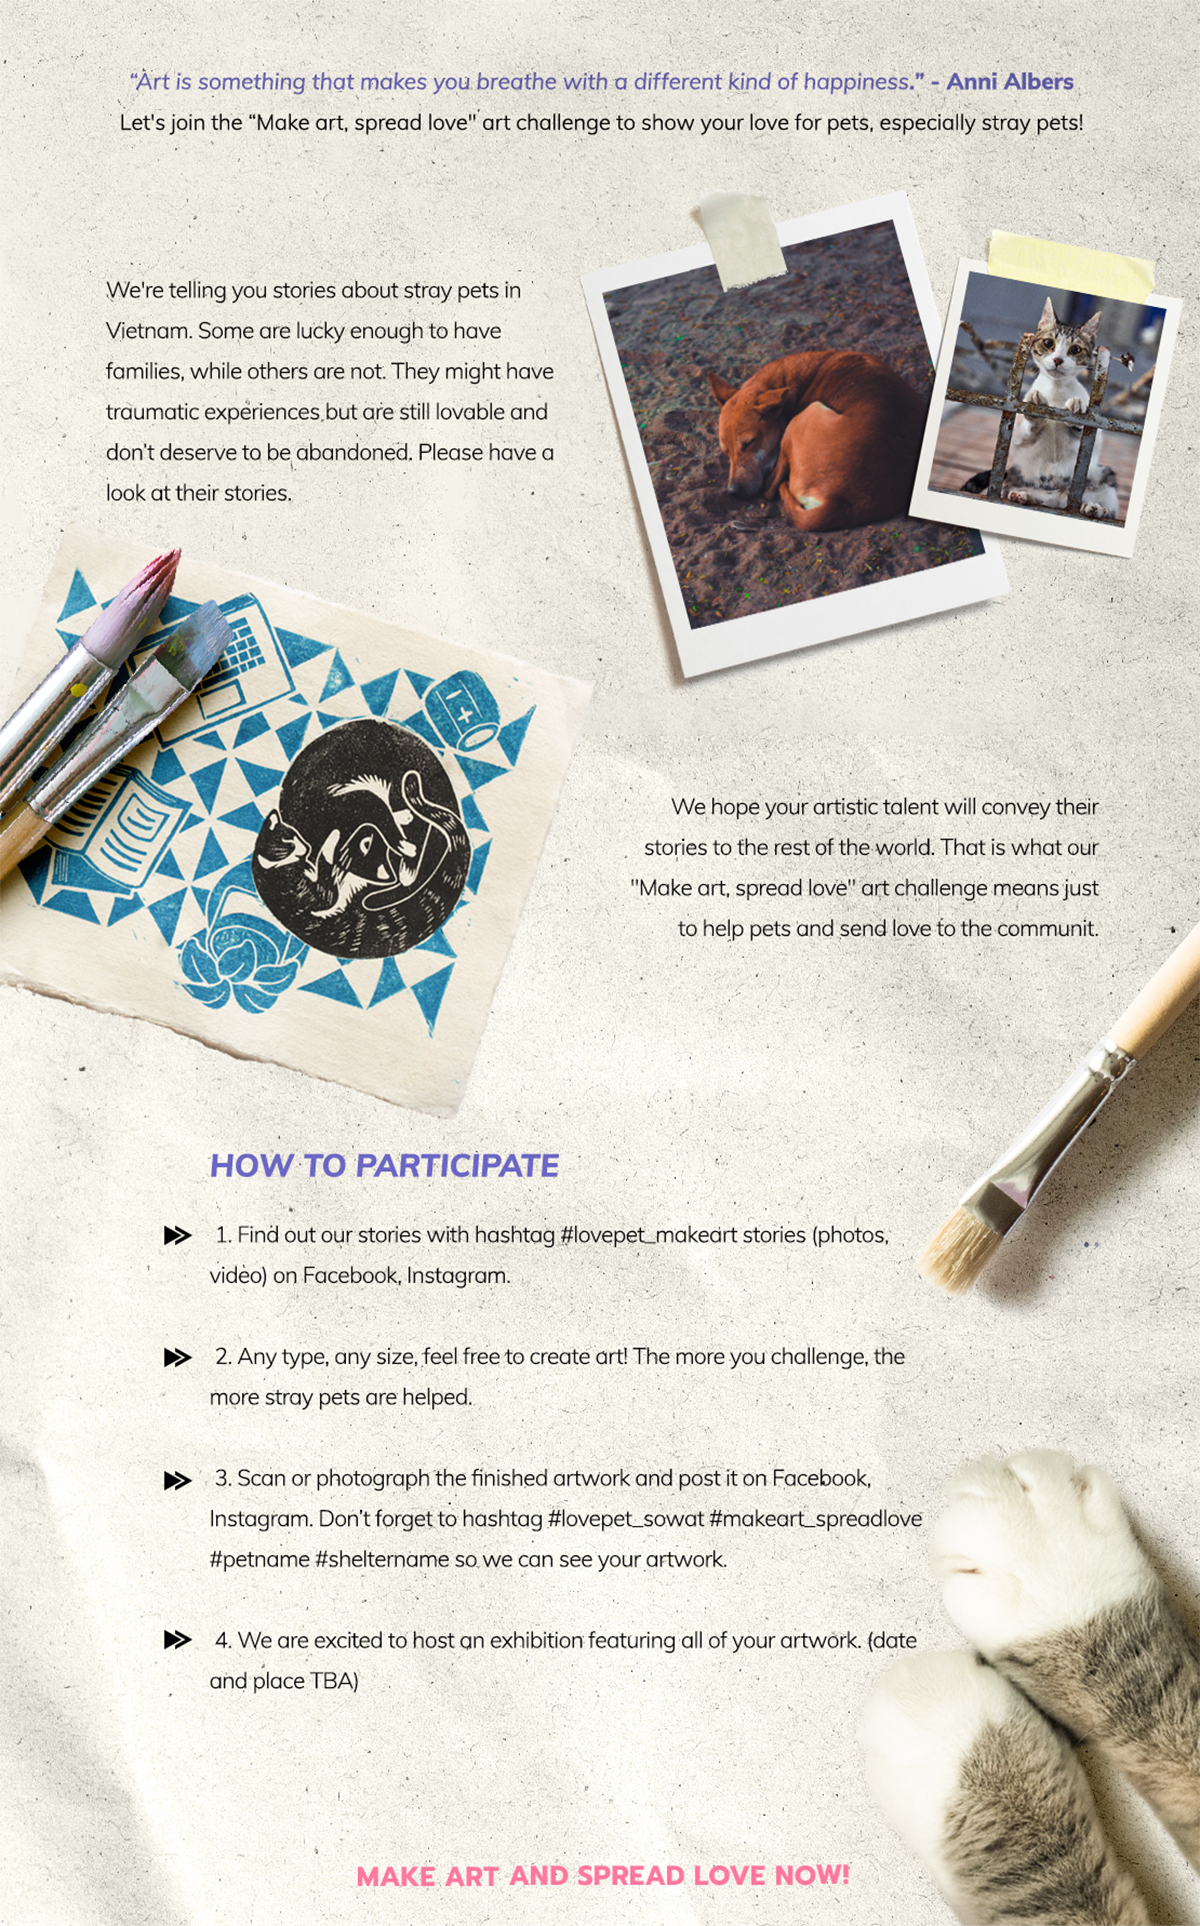 “Art is something that makes you breathe with a different kind of happiness.” - Anni Albers
Let's join the “Make art, spread love" art challenge to show your love for pets, especially stray pets!
We're telling you stories about stray pets in
Vietnam. Some are lucky enough to have
families, while others are not. They might have
traumatic experiences but are still lovable and
don’t deserve to be abandoned. Please have a
look at their stories.
We hope your artistic talent will convey their
stories to the rest of the world. That is what our
"Make art, spread love" art challenge means just
to help pets and send love to the communit.
HOW TO PARTICIPATE
1. Find out our stories with hashtag #lovepet_makeart stories (photos,
video) on Facebook, Instagram.
2. Any type, any size, feel free to create art! The more you challenge, the
more stray pets are helped.
3. Scan or photograph the finished artwork and post it on Facebook,
Instagram. Don’t forget to hashtag #lovepet_sowat #makeart_spreadlove
#petname #sheltername so we can see your artwork.
4. We are excited to host an exhibition featuring all of your artwork. (date
and place TBA)
MAKE ART AND SPREAD LOVE NOW!